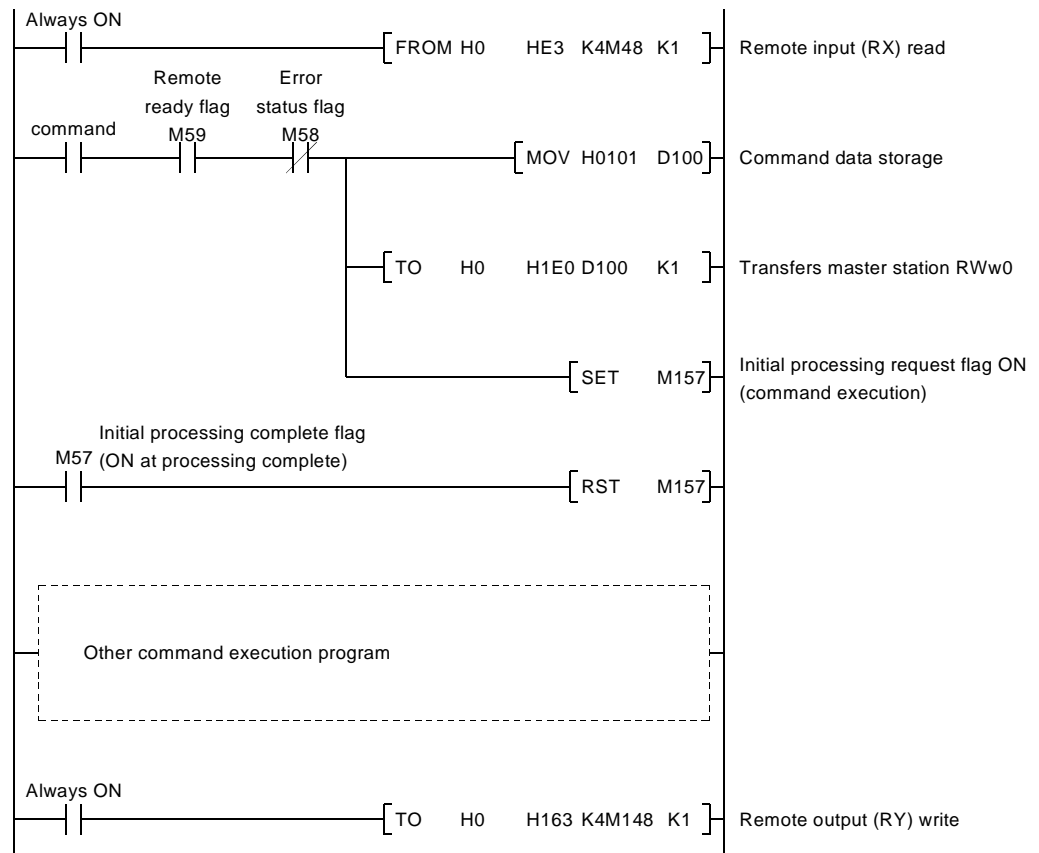 Always ON
FROM H0 HE3 K4M48 K1 Remote input (RX) read
Remote Error
ready flag status flag
command M59 M58
MOV H0101 D100 Command data storage
TO H0 H1E0 D100 K1 Transfers master station RWw0
SET M157 Initial processing request flag ON
(command execution)
Initial processing complete flag
M57 (ON at processing complete)
RST M157
Other command execution program
Always ON
TO H0 H163 K4M148 K1 Remote output (RY) write